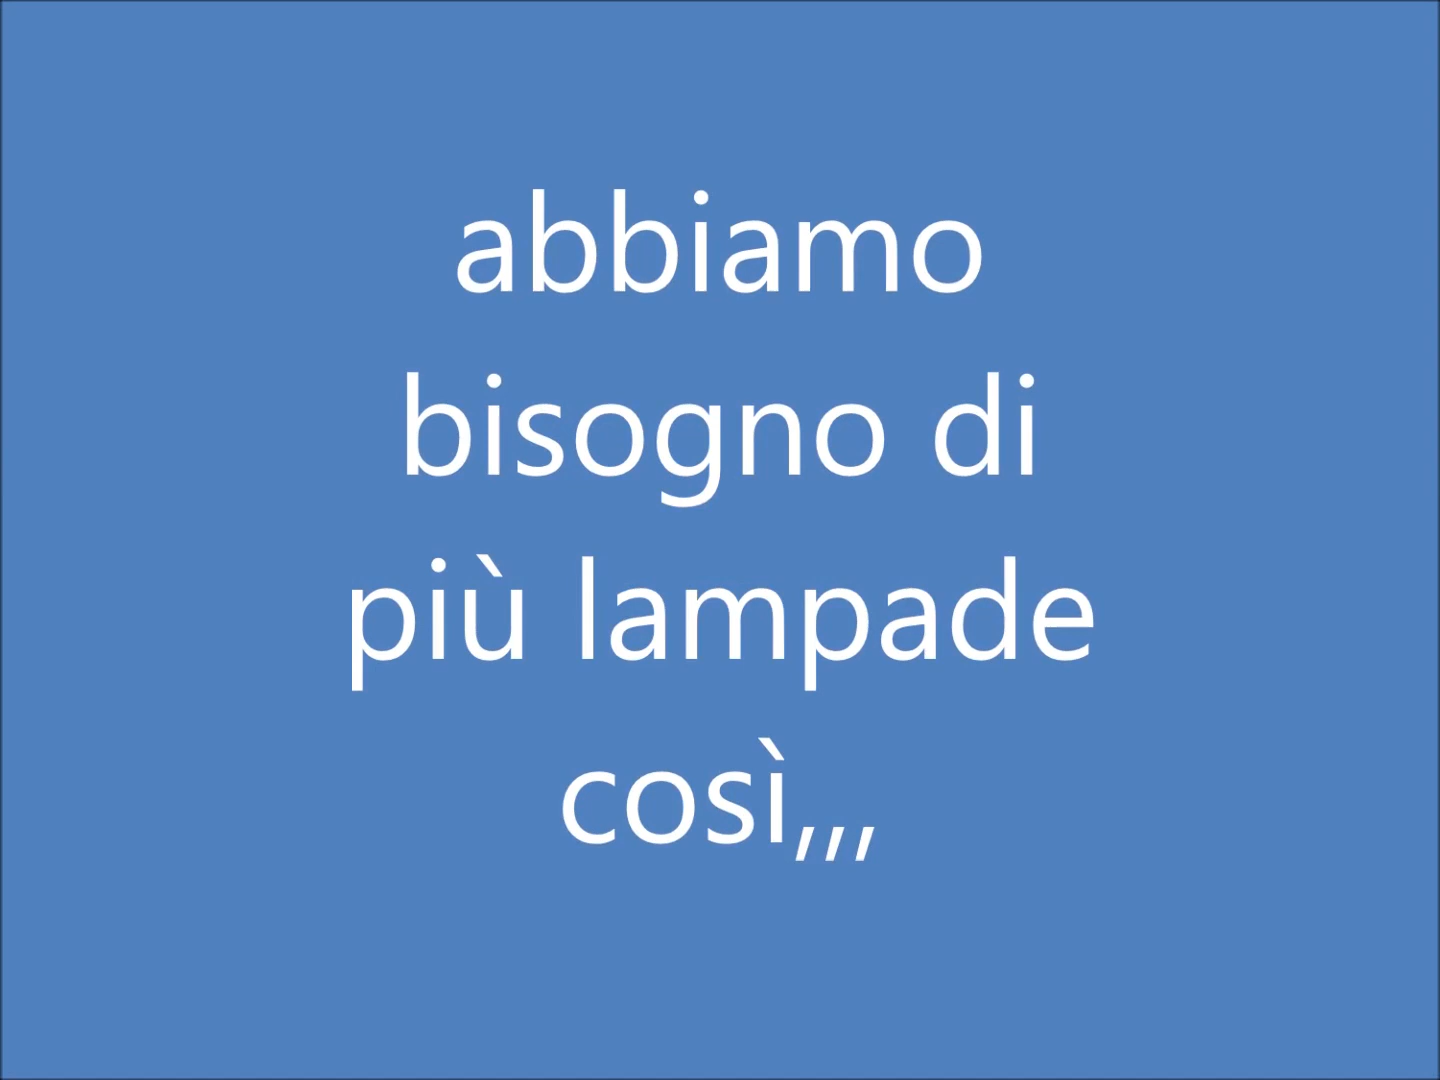 abbiamo
bisogno di
più lampade
così,,,